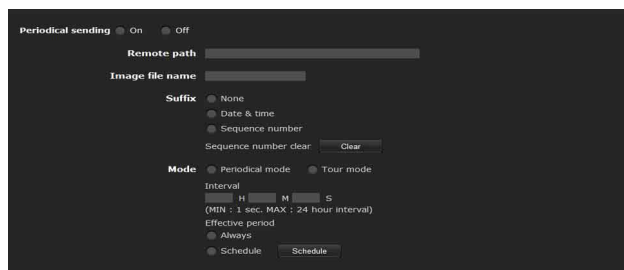 Periodical sending On Off
Remote path
Image file name
Suffix None
Date & time
Sequence number
Sequence number clear Clear
Mode Periodical mode Tour mode
Interval
H M S
(MIN : 1 sec. MAX : 24 hour interval)
Effective period
Always
Schedule Schedule